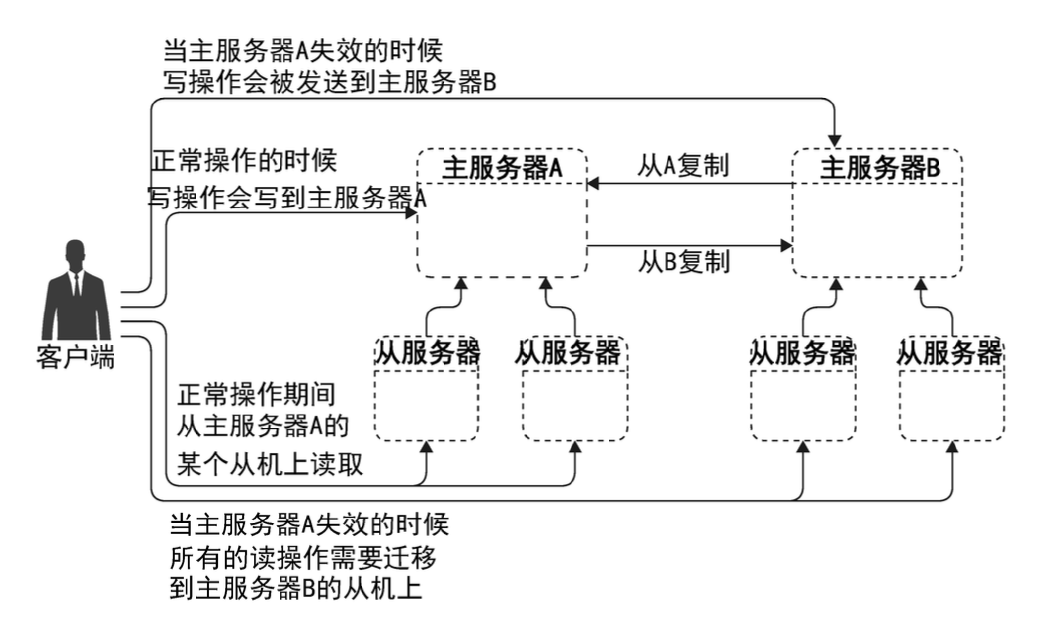 当主服务器A失效的时候
写操作会被发送到主服务器B
正常操作的时候
写操作会写到主服务器A
主服务器A
从A复制
主服务器B
从B复制
客户端
从服务器
从服务器
从服务器
从服务器
正常操作期间
从主服务器A的
某个从机上读取
当主服务器A失效的时候
所有的读操作需要迁移
到主服务器B的从机上